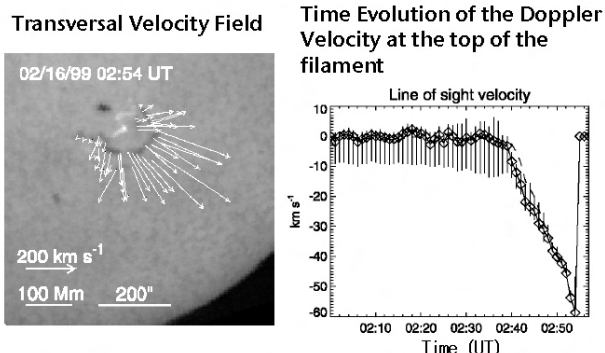 Transversal Velocity Field
02/16/99 02:54 UT
200 km s⁻¹
100 Mm
200"
Time Evolution of the Doppler
Velocity at the top of the
filament
Line of sight velocity
10
0
-10
-20
-30
-40
-50
-60
km s⁻¹
02:10 02:20 02:30 02:40 02:50
Time (UT)